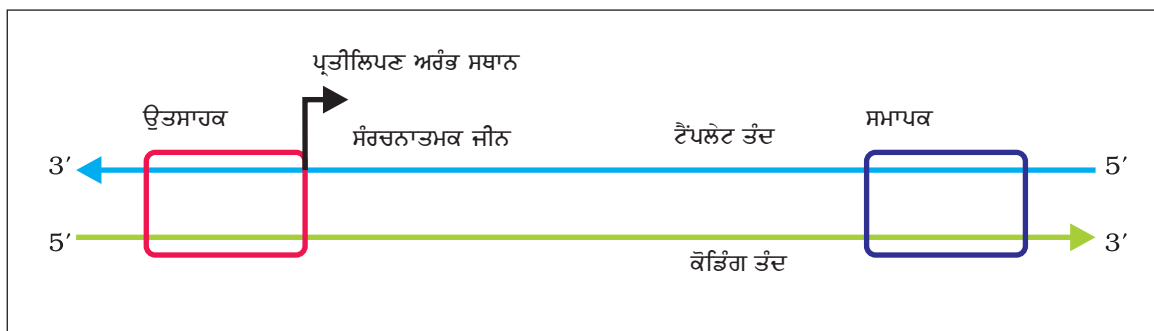 ਪ੍ਰਤੀਲਿਪਣ ਅਰੰਭ ਸਥਾਨ
ਉਤਸਾਹਕ
ਸਮਾਪਕ
ਸੰਰਚਨਾਤਮਕ ਜੀਨ
ਟੈਂਪਲੇਟ ਤੰਦ
3′
5′
5′
3′
ਕੋਡਿੰਗ ਤੰਦ